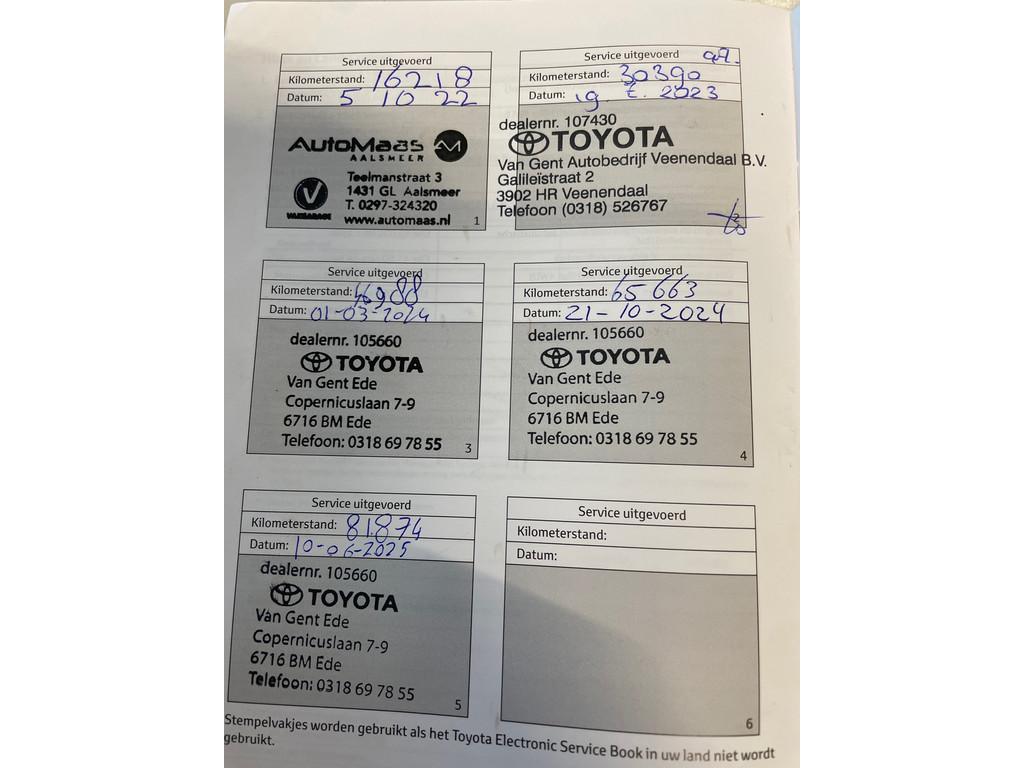 Service uitgevoerd
Kilometerstand: 16218
Datum: 5 10 22
AutoMaas
AALSMEER
Teelmanstraat 3
1431 GL Aalsmeer
T. 0297-324320
www.automaas.nl
VAKGARAGE
1
Service uitgevoerd
Kilometerstand: 30390
Datum: 19. 2023
dealernr. 107430
TOYOTA
Van Gent Autobedrijf Veenendaal B.V.
Galileïstraat 2
3902 HR Veenendaal
Telefoon (0318) 526767
Service uitgevoerd
Kilometerstand:
Datum: 01-03-2024
dealernr. 105660
TOYOTA
Van Gent Ede
Copernicuslaan 7-9
6716 BM Ede
Telefoon: 0318 69 78 55
3
Service uitgevoerd
Kilometerstand: 65 663
Datum: 21-10-2024
dealernr. 105660
TOYOTA
Van Gent Ede
Copernicuslaan 7-9
6716 BM Ede
Telefoon: 0318 69 78 55
4
Service uitgevoerd
Kilometerstand: 81.874
Datum: 10-06-2025
dealernr. 105660
TOYOTA
Van Gent Ede
Copernicuslaan 7-9
6716 BM Ede
Telefoon: 0318 69 78 55
5
Service uitgevoerd
Kilometerstand:
Datum:
6
Stempelvakjes worden gebruikt als het Toyota Electronic Service Book in uw land niet wordt
gebruikt.